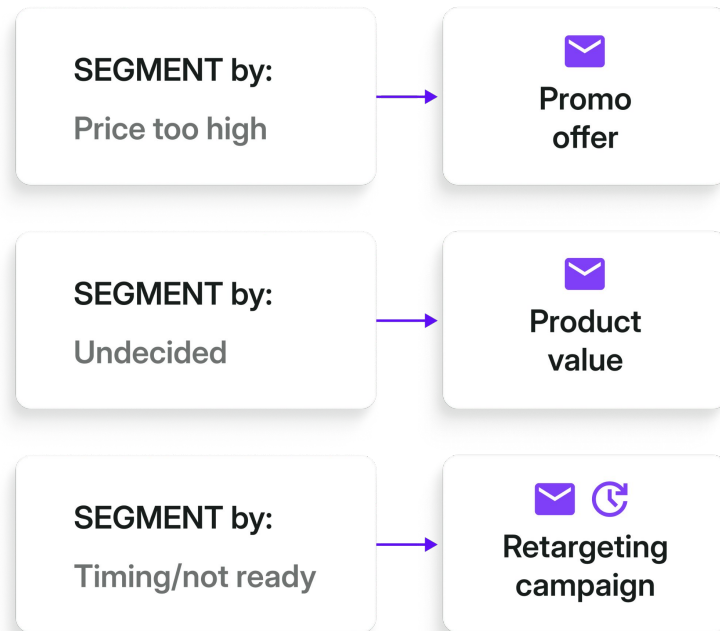 SEGMENT by:
Price too high
Promo
offer
SEGMENT by:
Undecided
Product
value
SEGMENT by:
Timing/not ready
Retargeting
campaign